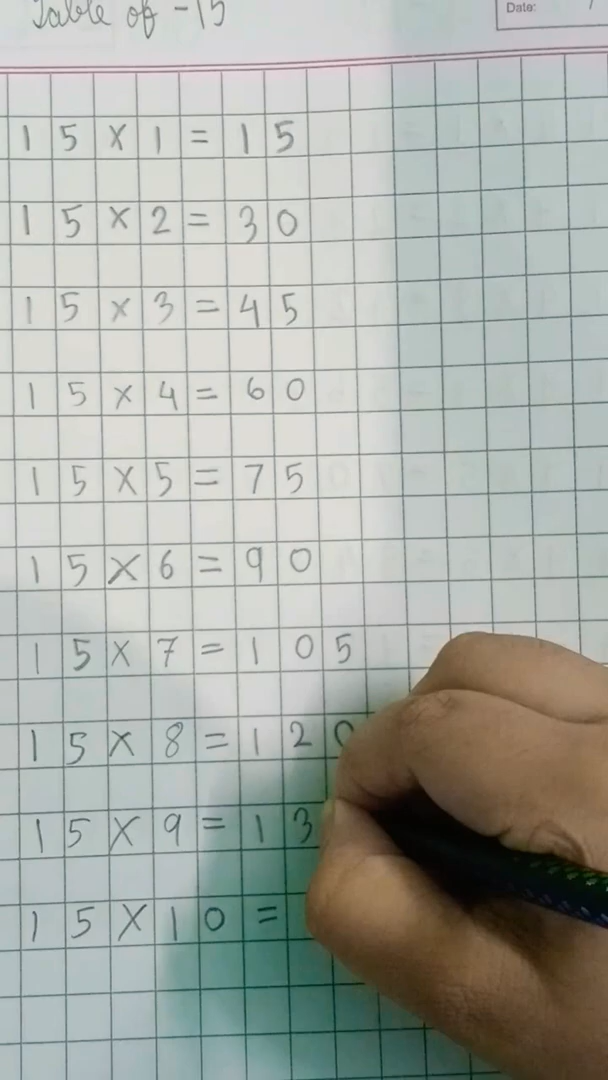 Table of -15
Date:
15 × 1 = 15
15 × 2 = 30
15 × 3 = 45
15 × 4 = 60
15 × 5 = 75
15 × 6 = 90
15 × 7 = 105
15 × 8 = 120
15 × 9 = 13
15 × 10 =